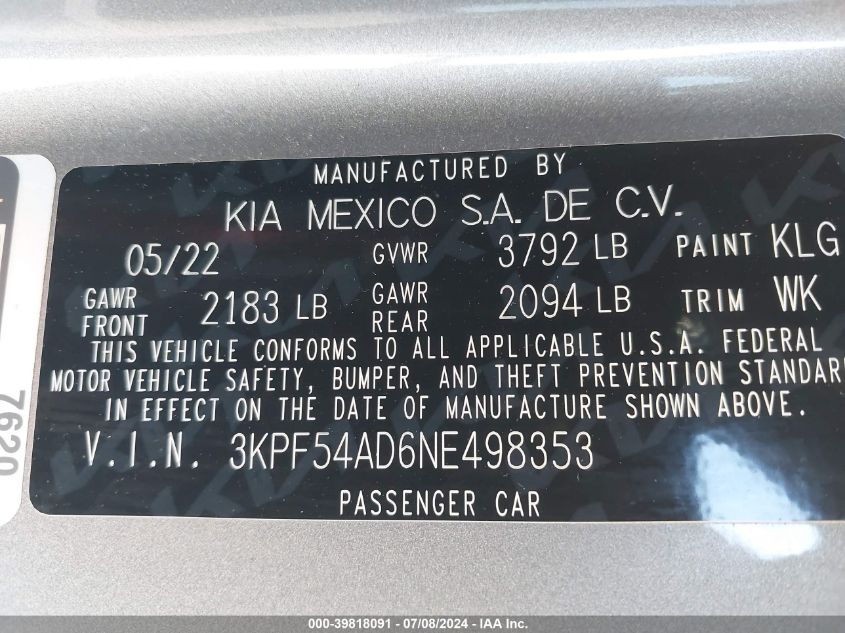 MANUFACTURED BY
KIA MEXICO S.A. DE C.V.
05/22 GVWR 3792 LB PAINT KLG
GAWR FRONT 2183 LB GAWR REAR 2094 LB TRIM WK
THIS VEHICLE CONFORMS TO ALL APPLICABLE U.S.A. FEDERAL
MOTOR VEHICLE SAFETY, BUMPER, AND THEFT PREVENTION STANDAR
IN EFFECT ON THE DATE OF MANUFACTURE SHOWN ABOVE.
V.I.N. 3KPF54AD6NE498353
PASSENGER CAR
7620
000-39818091 - 07/08/2024 - IAA Inc.